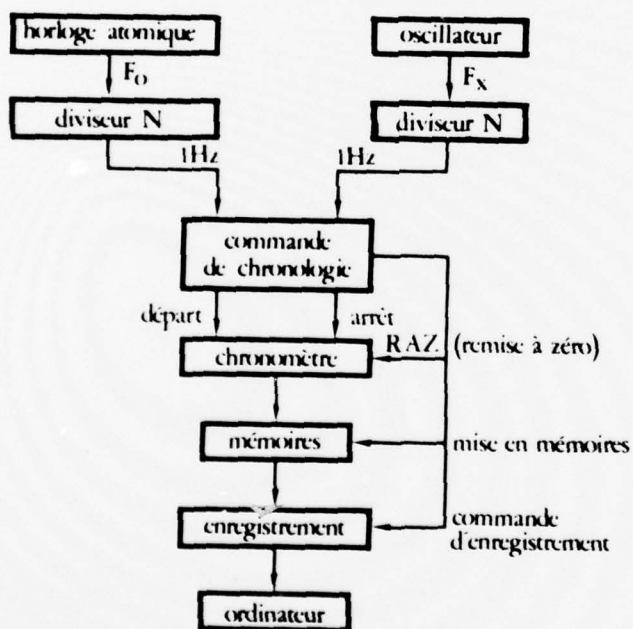 horloge atomique
oscillateur
F₀
Fₓ
diviseur N
diviseur N
1Hz
1Hz
commande
de chronologie
départ
arrêt
chronomètre
R.A.Z. (remise à zéro)
mémoires
mise en mémoires
enregistrement
commande
d'enregistrement
ordinateur